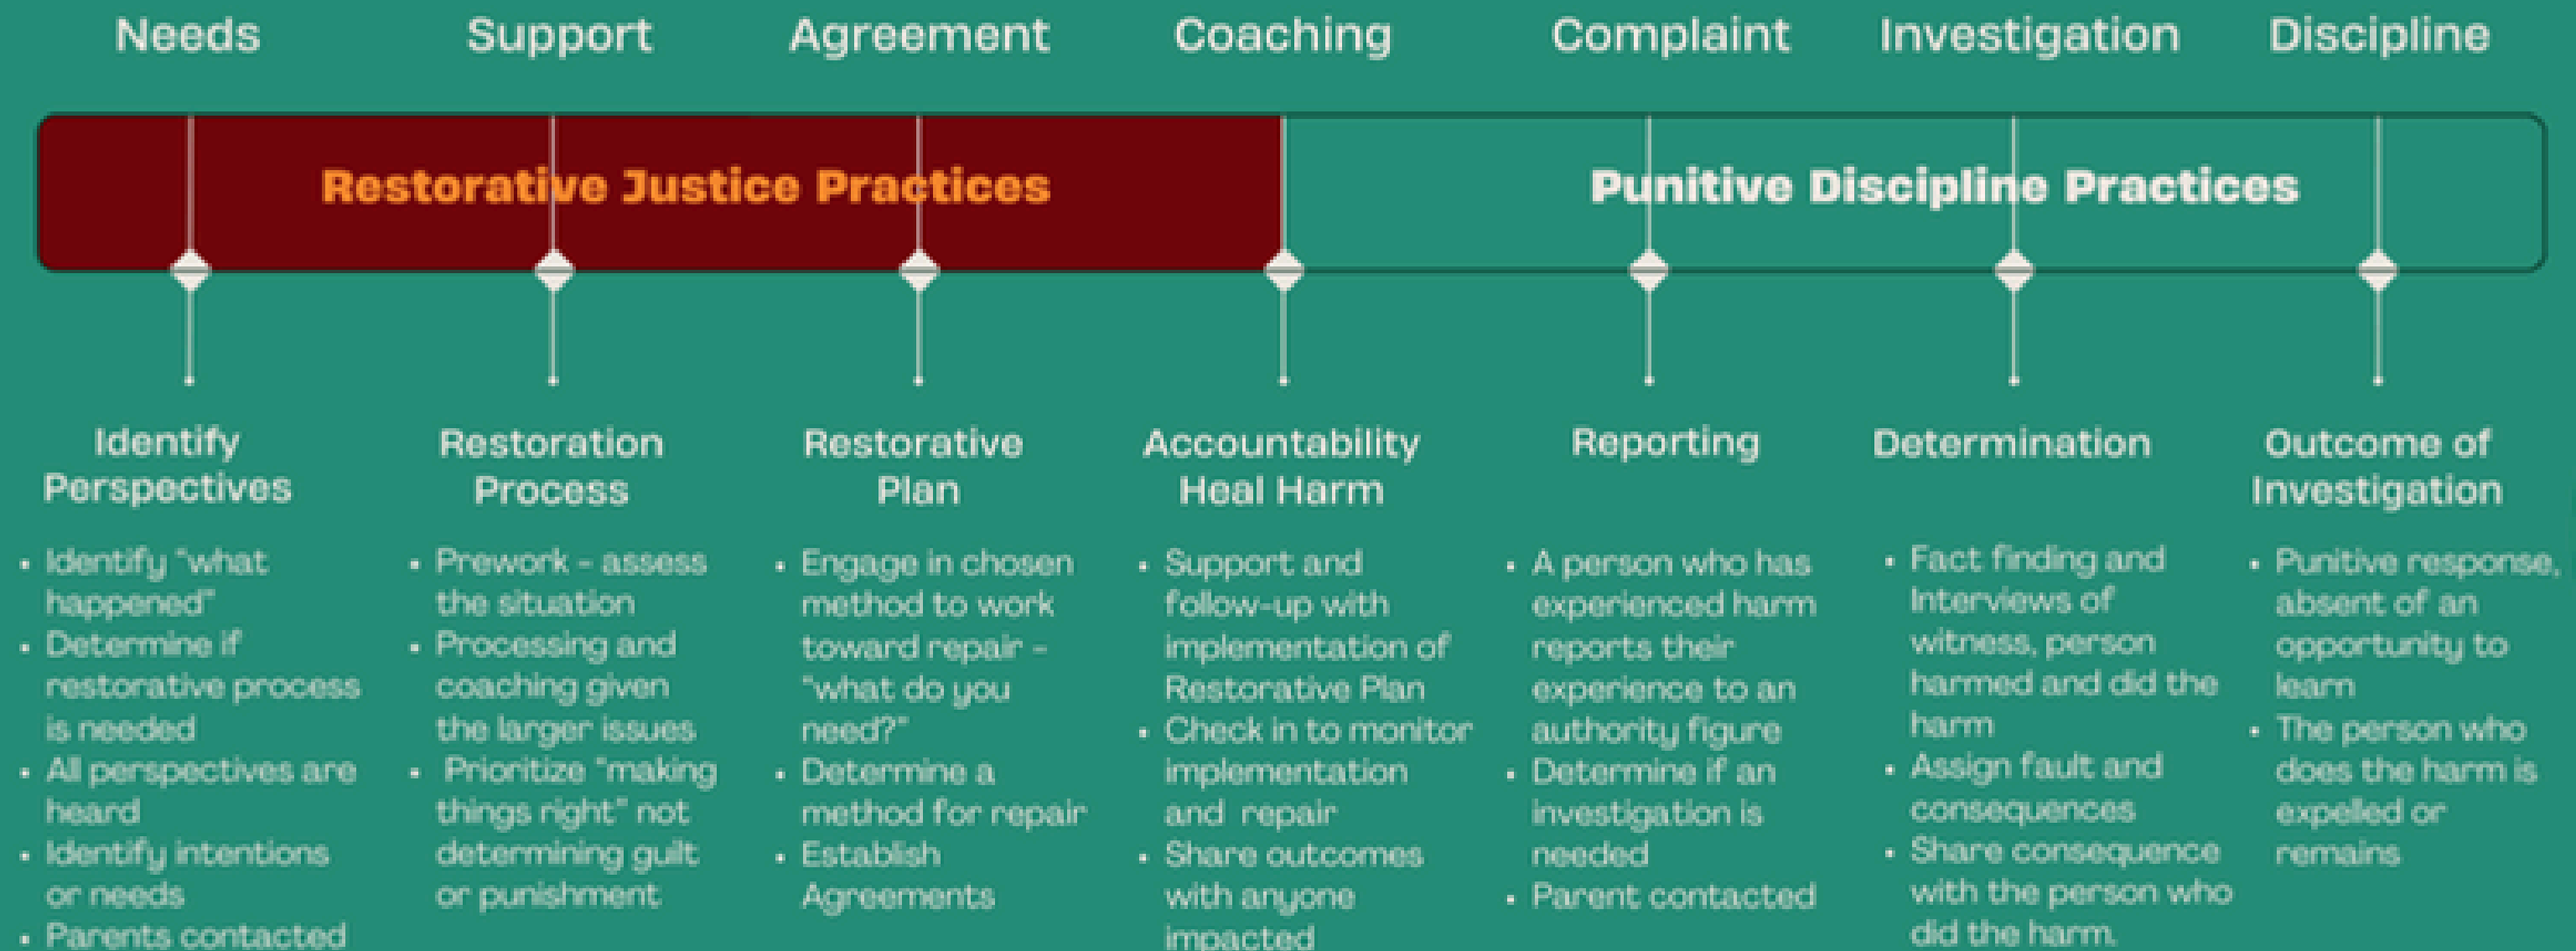 Needs
Support
Agreement
Coaching
Complaint
Investigation
Discipline
Restorative Justice Practices
Punitive Discipline Practices
Identify
Perspectives
• Identify "what
happened"
• Determine if
restorative process
is needed
• All perspectives are
heard
• Identify intentions
or needs
• Parents contacted
Restoration
Process
• Prework - assess
the situation
• Processing and
coaching given
the larger issues
• Prioritize "making
things right" not
determining guilt
or punishment
Restorative
Plan
• Engage in chosen
method to work
toward repair -
"what do you
need?"
• Determine a
method for repair
• Establish
Agreements
Accountability
Heal Harm
• Support and
follow-up with
implementation of
Restorative Plan
• Check in to monitor
implementation
and repair
• Share outcomes
with anyone
impacted
Reporting
• A person who has
experienced harm
reports their
experience to an
authority figure
• Determine if an
investigation is
needed
• Parent contacted
Determination
• Fact finding and
Interviews of
witness, person
harmed and did the
harm
• Assign fault and
consequences
• Share consequence
with the person who
did the harm.
Outcome of
Investigation
• Punitive response,
absent of an
opportunity to
learn
• The person who
does the harm is
expelled or
remains